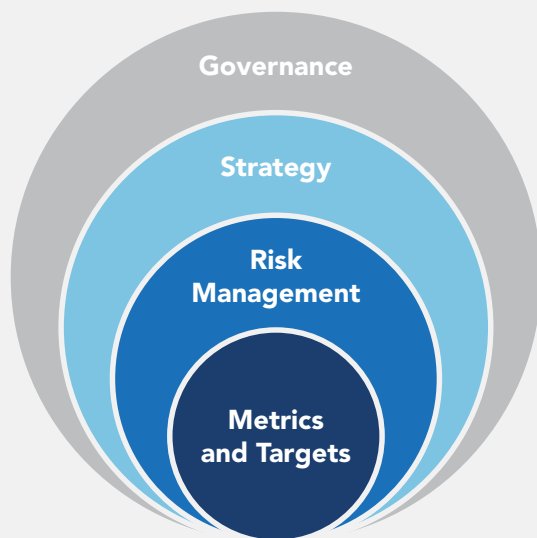 Governance
Strategy
Risk
Management
Metrics
and Targets